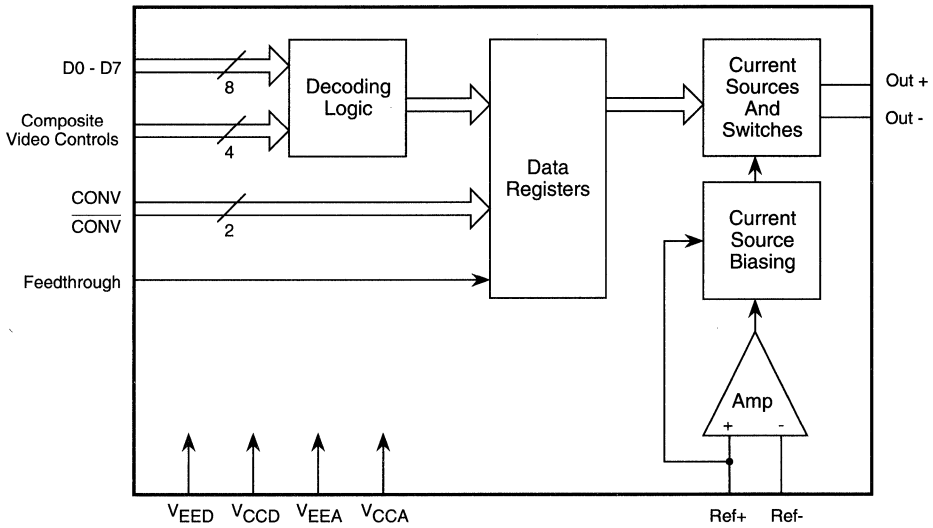 D0 - D7
8
Composite
Video Controls
4
CONV
CONV
2
Feedthrough
Decoding
Logic
Data
Registers
Current
Sources
And
Switches
Out +
Out -
Current
Source
Biasing
Amp
+ -
VEED VCCD VEEA VCCA
Ref+ Ref-